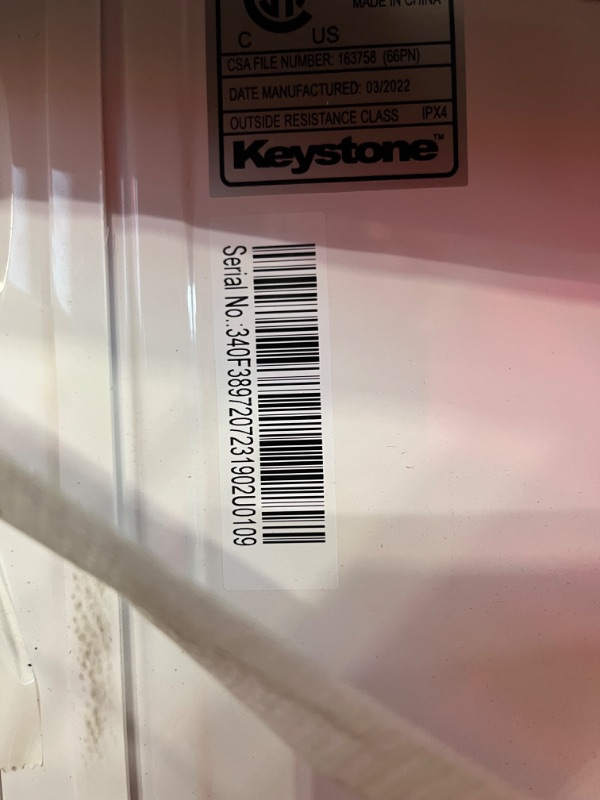 MADE IN CHINA
C US
CSA FILE NUMBER: 163758 (66PN)
DATE MANUFACTURED: 03/2022
OUTSIDE RESISTANCE CLASS IPX4
Keystone™
Serial No.:340F3897207231902U0109